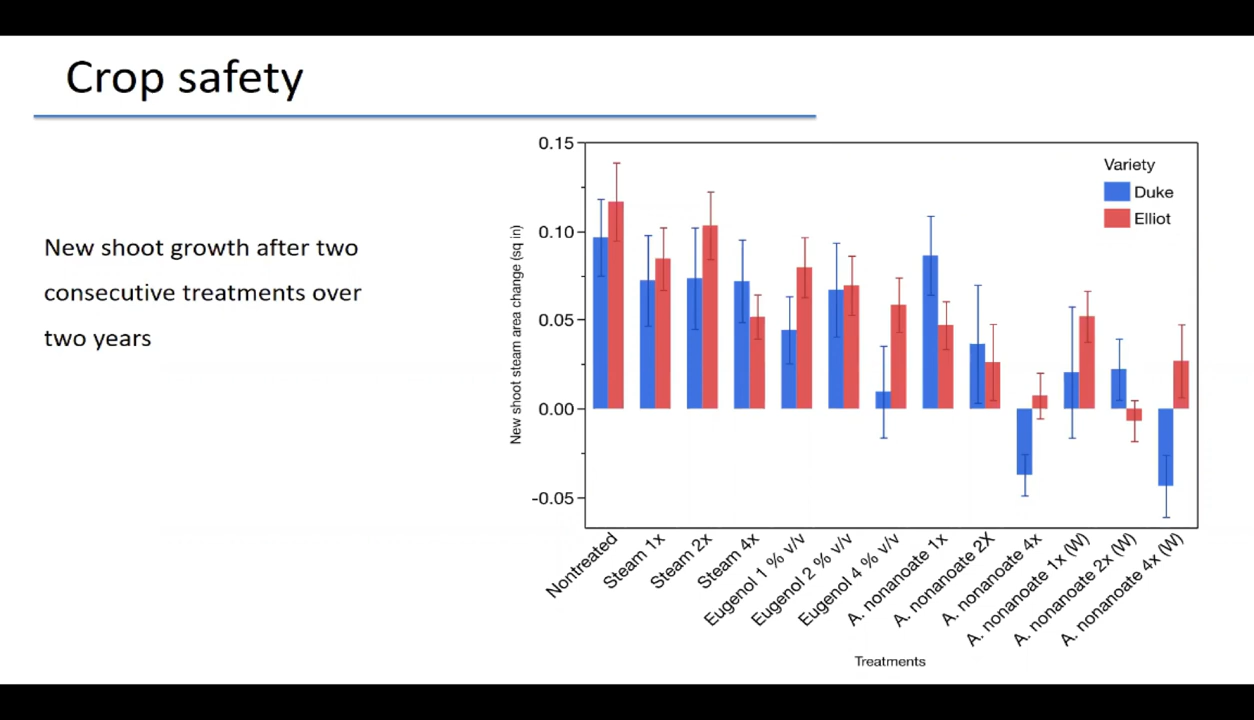 Crop safety
New shoot growth after two
consecutive treatments over
two years
New shoot steam area change (sq in)
0.15
0.10
0.05
0.00
-0.05
Variety
Duke
Elliot
Nontreated
Steam 1x
Steam 2x
Steam 4x
Eugenol 1 % v/v
Eugenol 2 % v/v
Eugenol 4 % v/v
A. nonanoate 1x
A. nonanoate 2X
A. nonanoate 4x
A. nonanoate 1x (W)
A. nonanoate 2x (W)
A. nonanoate 4x (W)
Treatments